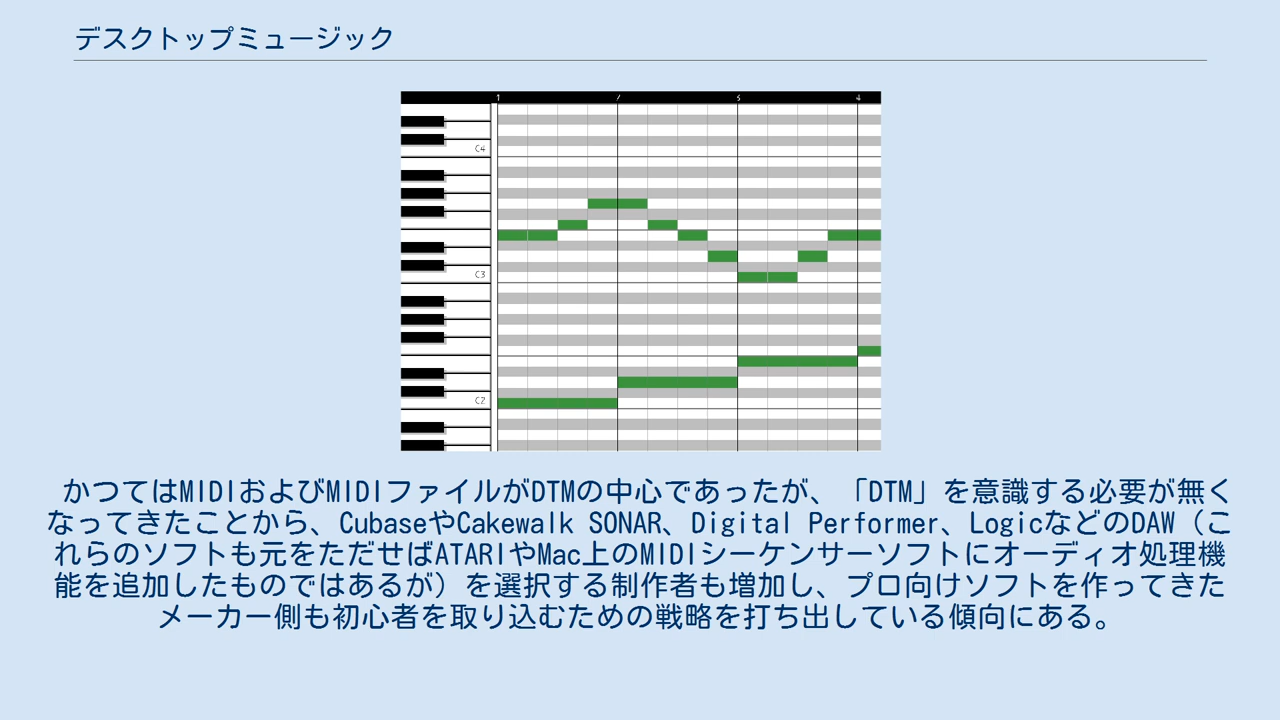 デスクトップミュージック
1 2 3 4
C4
C3
C2
かつてはMIDIおよびMIDIファイルがDTMの中心であったが、「DTM」を意識する必要が無く
なってきたことから、CubaseやCakewalk SONAR、Digital Performer、LogicなどのDAW（こ
れらのソフトも元をただせばATARIやMac上のMIDIシーケンサーソフトにオーディオ処理機
能を追加したものではあるが）を選択する制作者も増加し、プロ向けソフトを作ってきた
メーカー側も初心者を取り込むための戦略を打ち出している傾向にある。